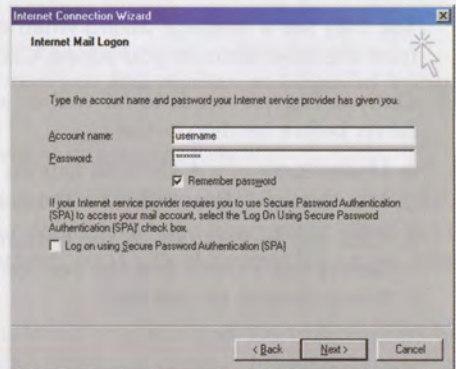 Internet Connection Wizard
Internet Mail Logon
Type the account name and password your Internet service provider has given you.
Account name:
username
Password:
*******
Remember password
If your Internet service provider requires you to use Secure Password Authentication
(SPA) to access your mail account, select the 'Log On Using Secure Password
Authentication (SPA)' check box.
Log on using Secure Password Authentication (SPA)
< Back
Next >
Cancel